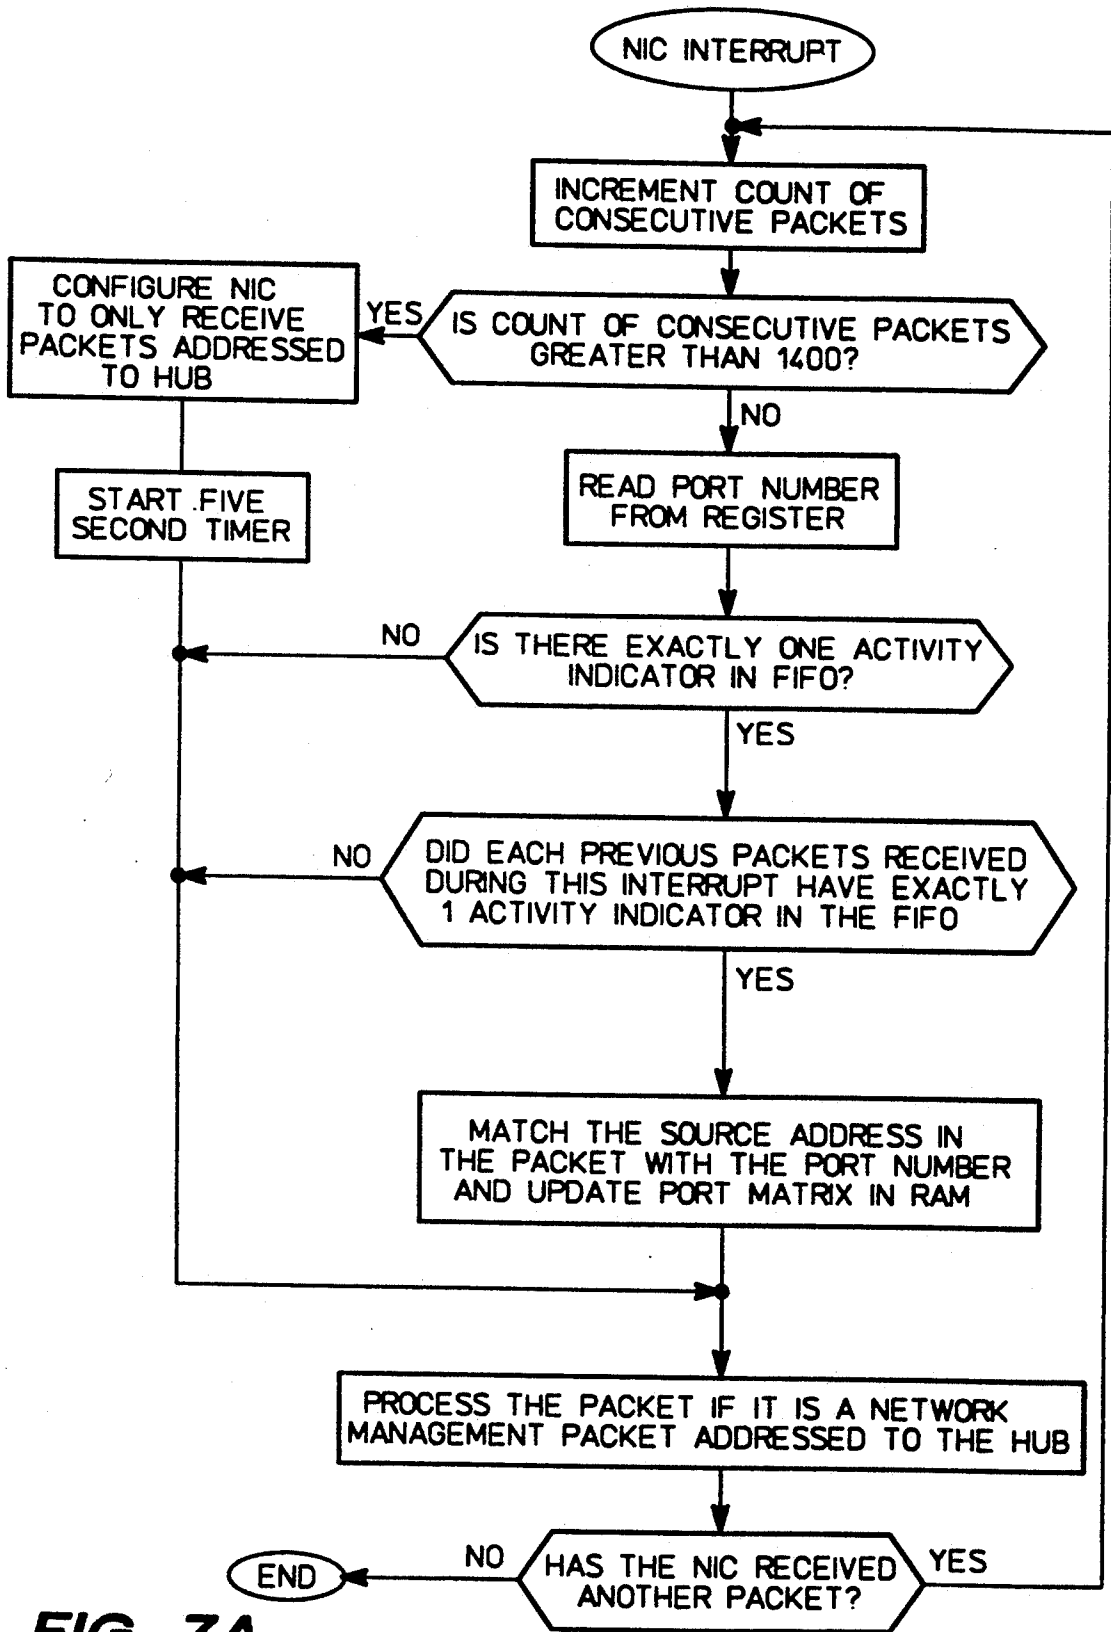 NIC INTERRUPT
INCREMENT COUNT OF
CONSECUTIVE PACKETS
CONFIGURE NIC
TO ONLY RECEIVE
PACKETS ADDRESSED
TO HUB
YES
IS COUNT OF CONSECUTIVE PACKETS
GREATER THAN 1400?
NO
START FIVE
SECOND TIMER
READ PORT NUMBER
FROM REGISTER
NO
IS THERE EXACTLY ONE ACTIVITY
INDICATOR IN FIFO?
YES
NO
DID EACH PREVIOUS PACKETS RECEIVED
DURING THIS INTERRUPT HAVE EXACTLY
1 ACTIVITY INDICATOR IN THE FIFO
YES
MATCH THE SOURCE ADDRESS IN
THE PACKET WITH THE PORT NUMBER
AND UPDATE PORT MATRIX IN RAM
PROCESS THE PACKET IF IT IS A NETWORK
MANAGEMENT PACKET ADDRESSED TO THE HUB
END
NO
HAS THE NIC RECEIVED
ANOTHER PACKET?
YES
FIG. 7A